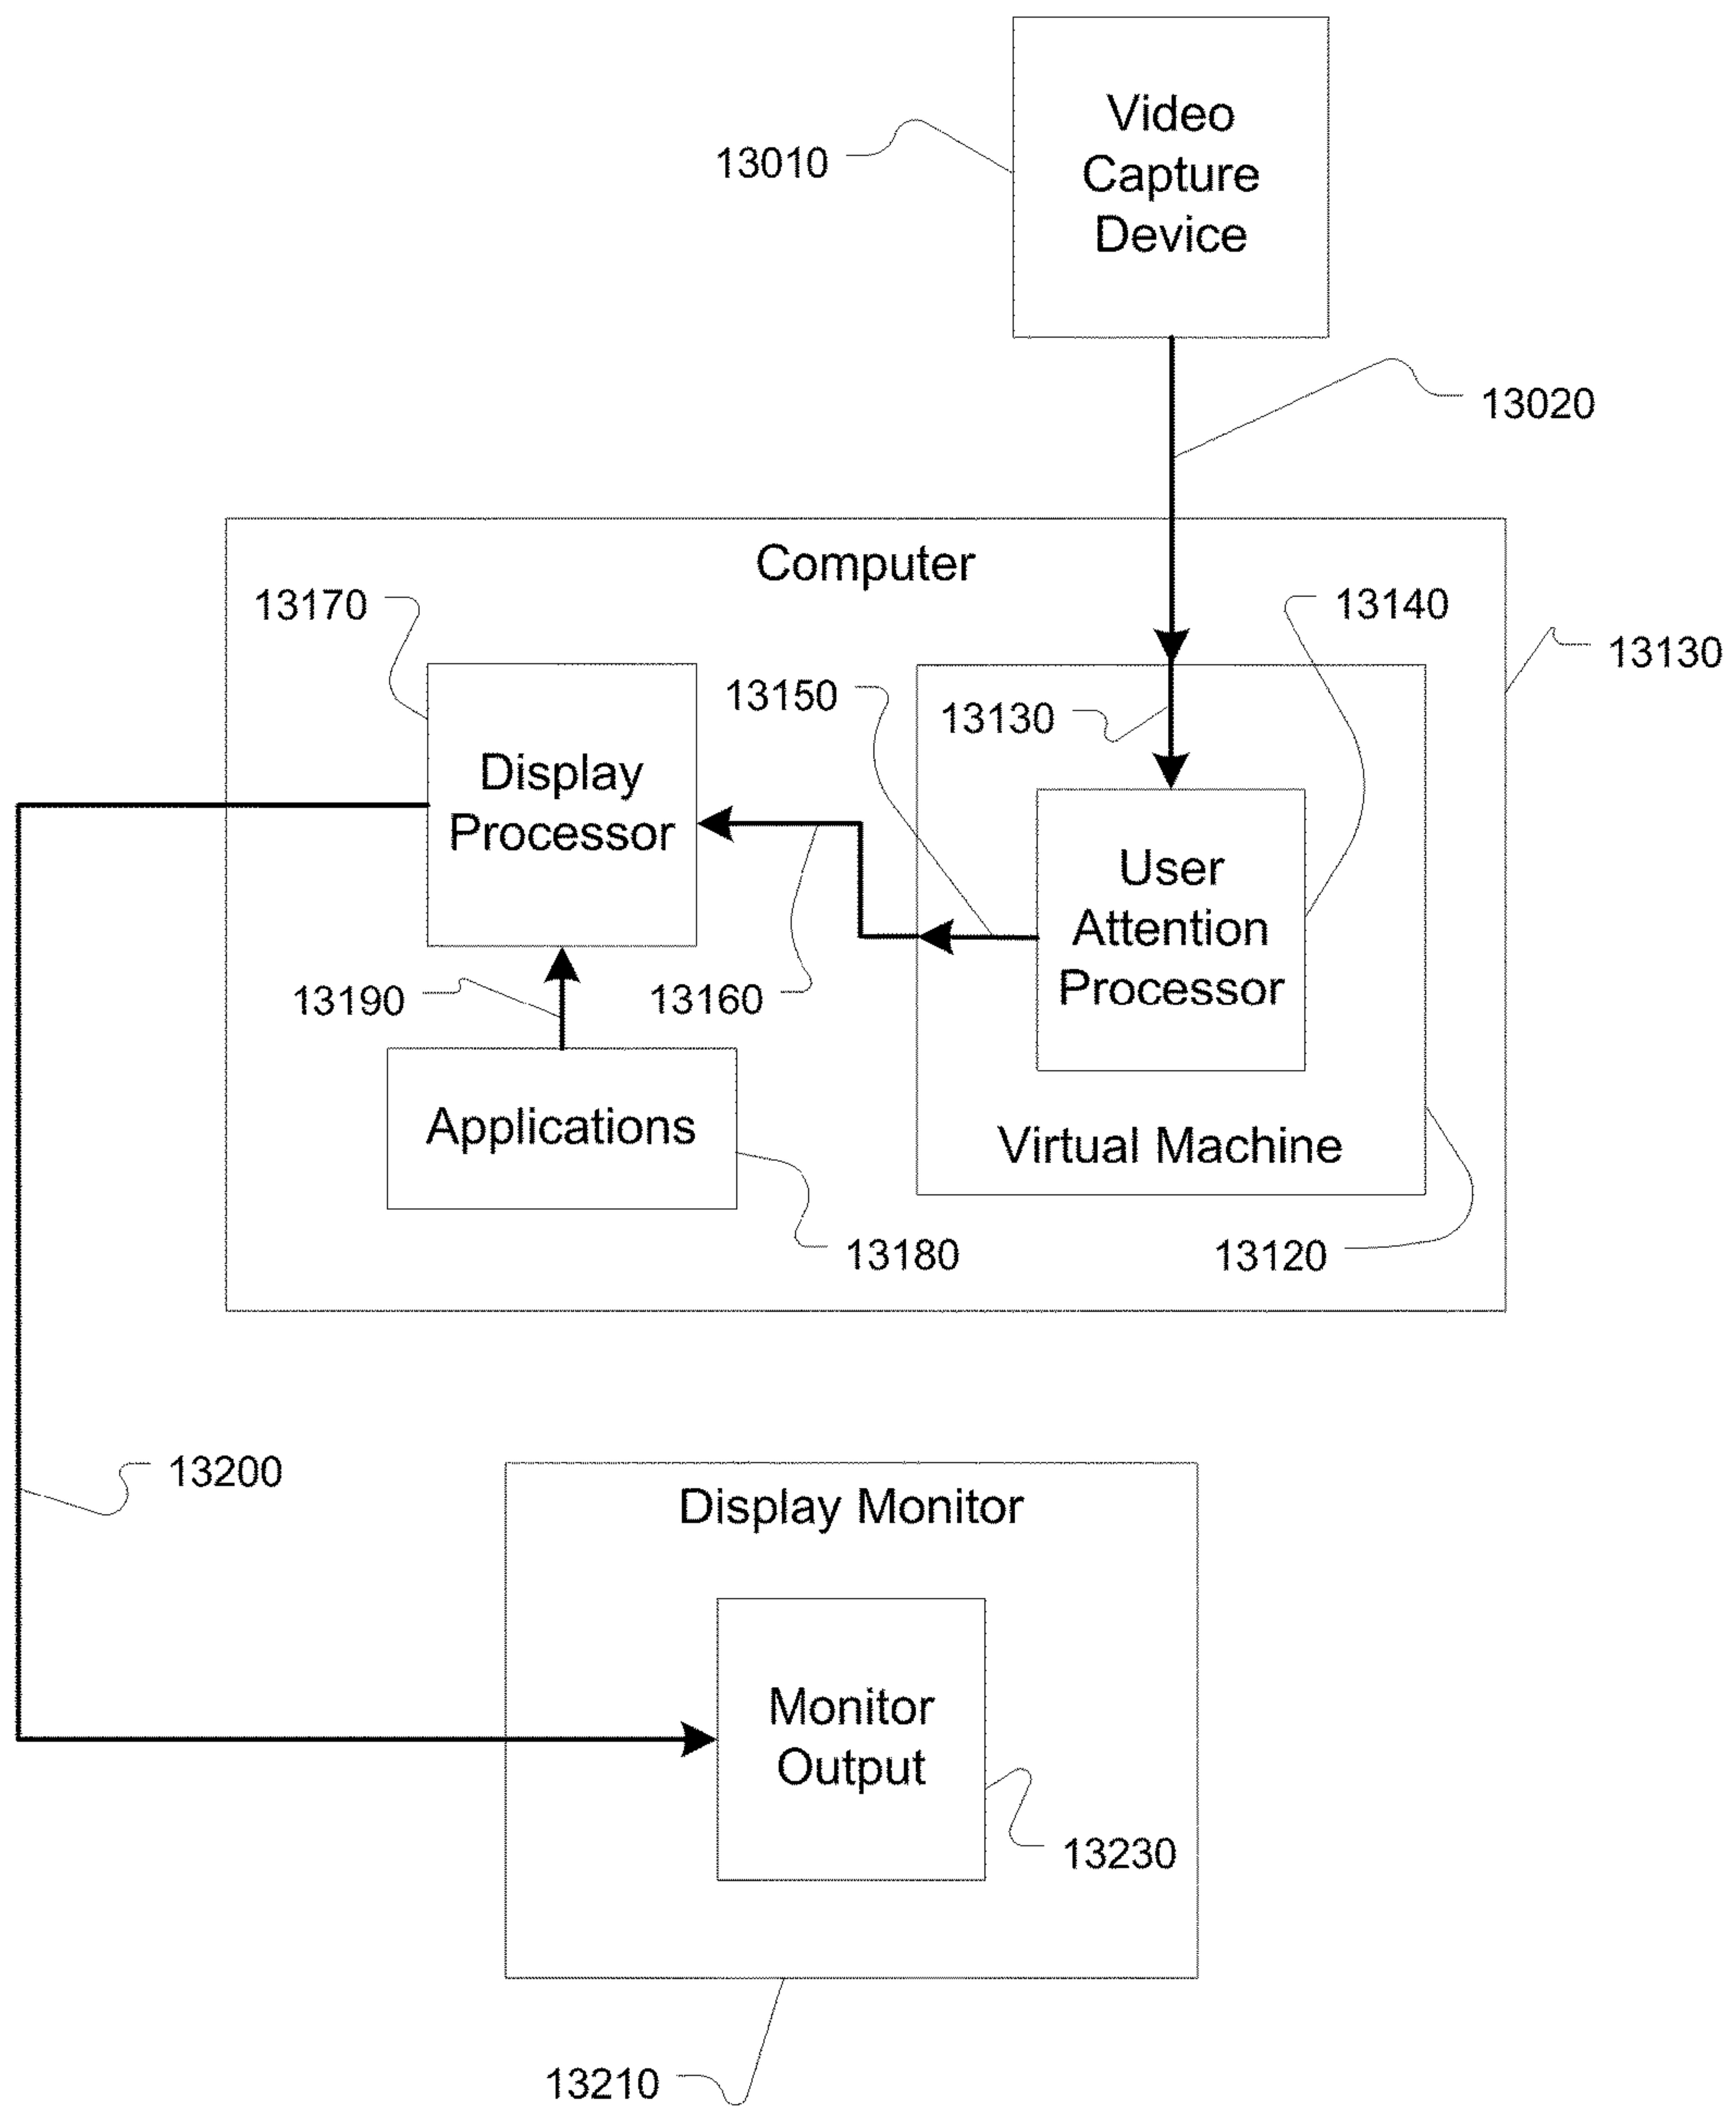 Video
Capture
Device
13010
13020
Computer
13170
13140
13130
13150
13130
Display
Processor
User
Attention
Processor
13190
13160
Applications
Virtual Machine
13180
13120
13200
Display Monitor
Monitor
Output
13230
13210